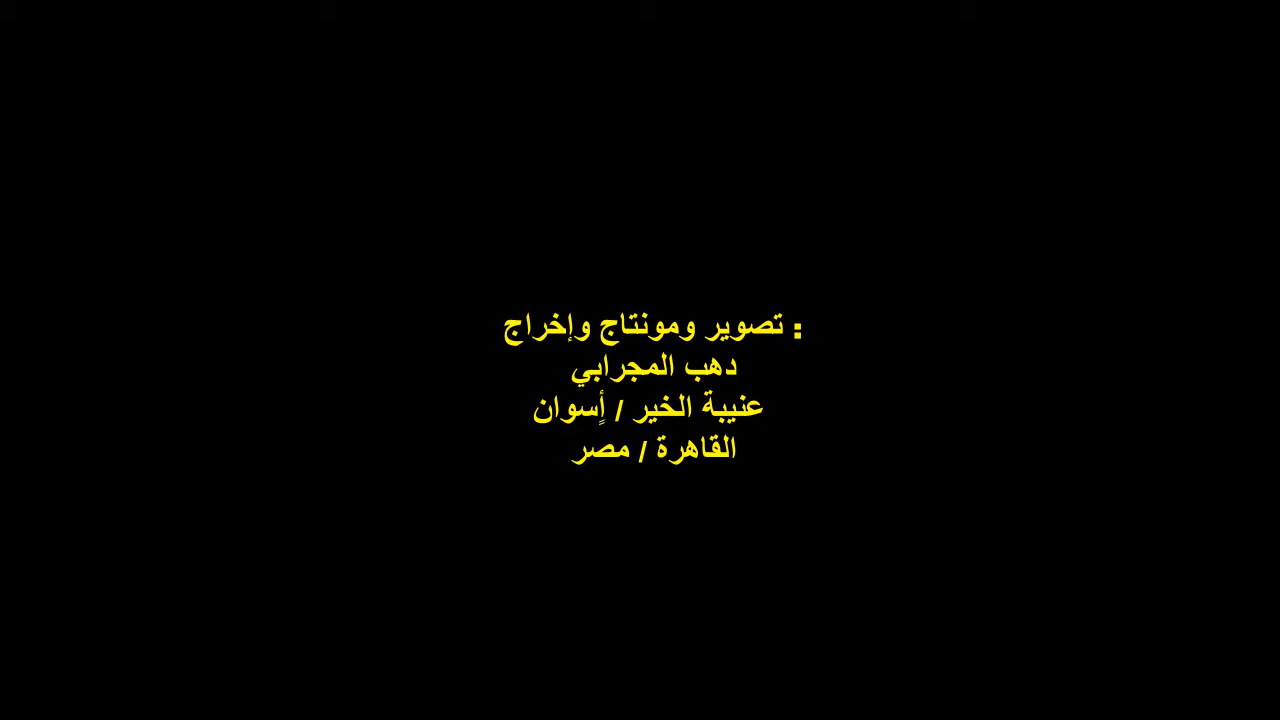 : تصوير ومونتاج وإخراج
دهب المجرابي
عنيبة الخير / أٍسوان
القاهرة / مصر